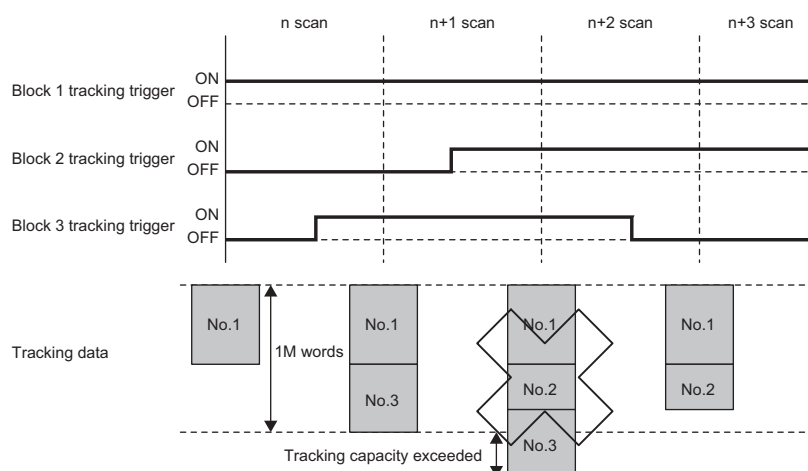 n scan n+1 scan n+2 scan n+3 scan
Block 1 tracking trigger ON
OFF
Block 2 tracking trigger ON
OFF
Block 3 tracking trigger ON
OFF
Tracking data
No.1
1M words
No.1
No.3
No.1
No.2
No.3
No.1
No.2
Tracking capacity exceeded